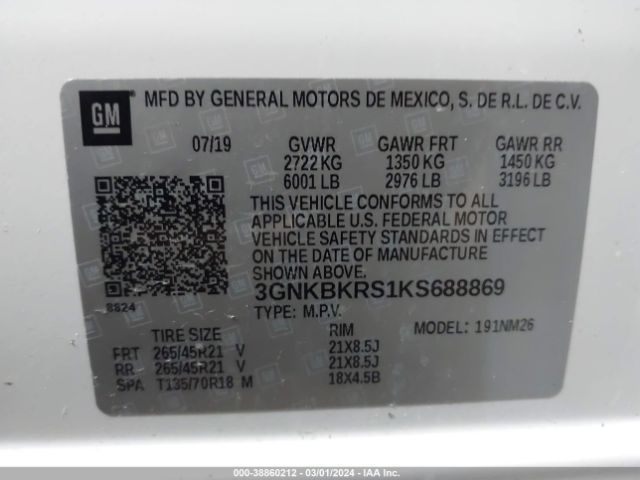 GM MFD BY GENERAL MOTORS DE MEXICO, S. DE R.L. DE C.V.
07/19 GVWR GAWR FRT GAWR RR
2722 KG 1350 KG 1450 KG
6001 LB 2976 LB 3196 LB
THIS VEHICLE CONFORMS TO ALL
APPLICABLE U.S. FEDERAL MOTOR
VEHICLE SAFETY STANDARDS IN EFFECT
ON THE DATE OF MANUFACTURE
3GNKBKRS1KS688869
8824
TYPE: M.P.V. MODEL: 191NM26
TIRE SIZE RIM
FRT 265/45R21 V 21X8.5J
RR 265/45R21 V 21X8.5J
SPA T135/70R18 M 18X4.5B
000-38860212 - 03/01/2024 - IAA Inc.